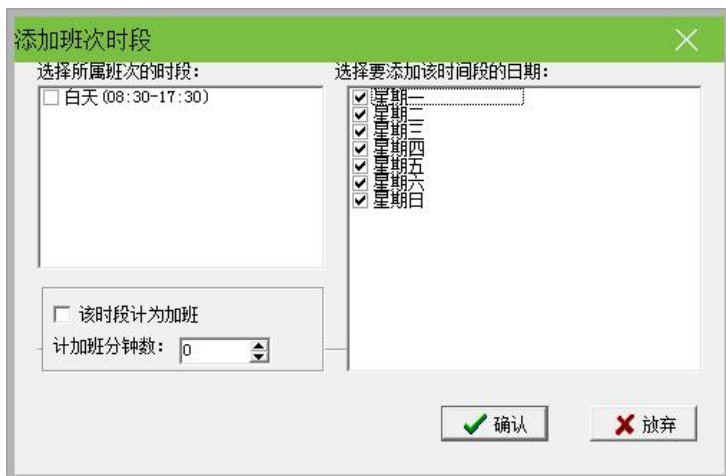 添加班次时段
选择所属班次的时段：
白天(08:30-17:30)
选择要添加该时间段的日期：
星期一
星期二
星期三
星期四
星期五
星期六
星期日
该时段计为加班
计加班分钟数： 0
确认
放弃